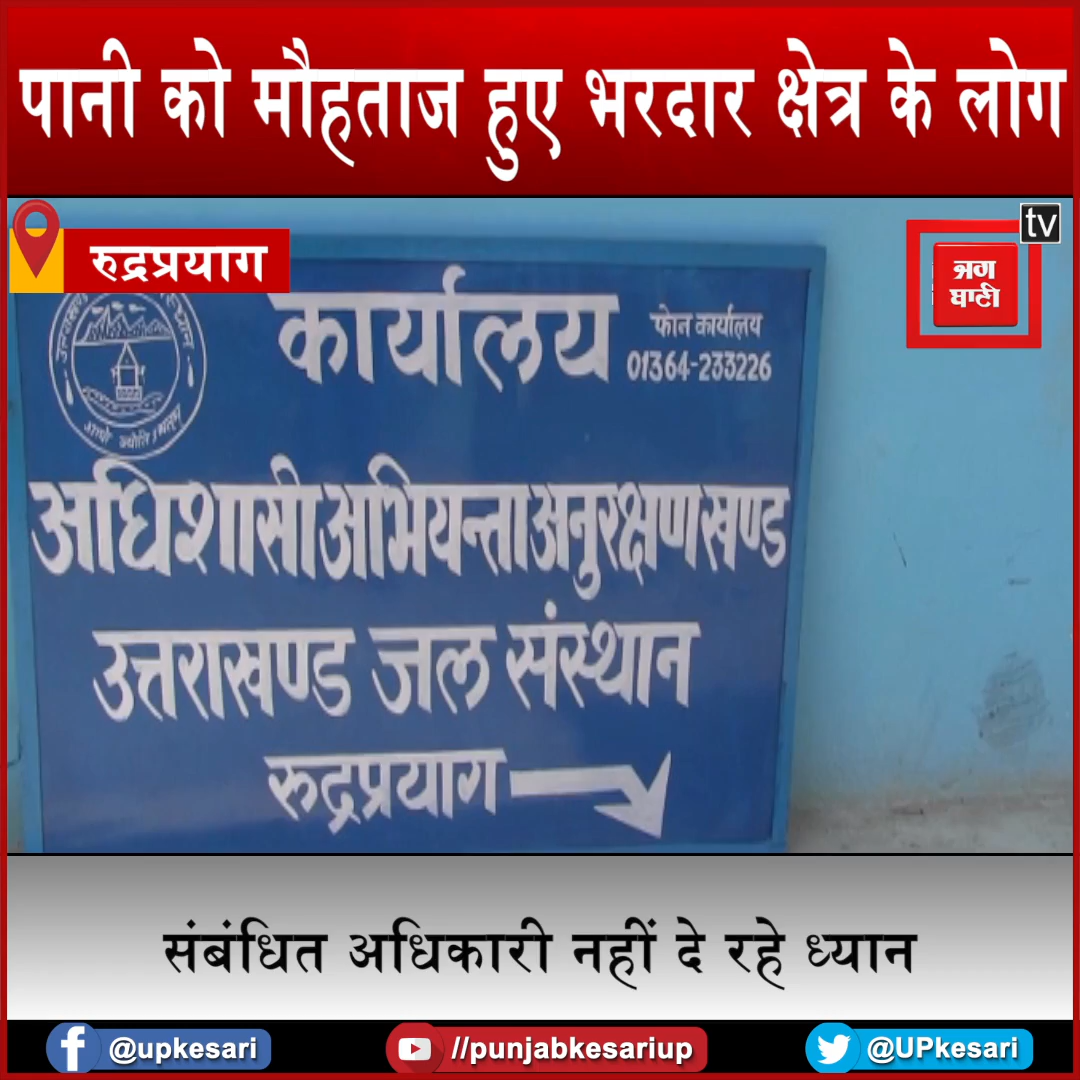 पानी को मौहताज हुए भरदार क्षेत्र के लोग
tv
रुद्रप्रयाग
कार्यालय
फोन कार्यालय
01364-233226
अधिशासी अभियन्ता अनुरक्षण खण्ड
उत्तराखण्ड जल संस्थान
रुद्रप्रयाग
संबंधित अधिकारी नहीं दे रहे ध्यान
@upkesari
//punjabkesariup
@UPkesari